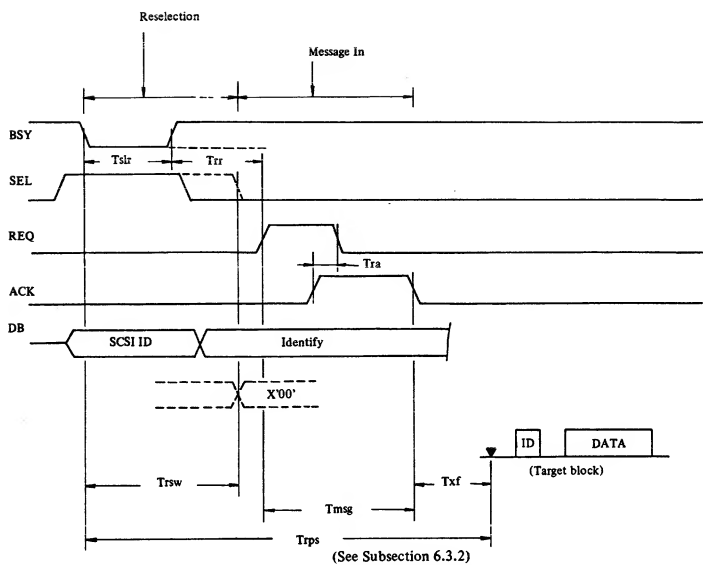 Reselection
Message In
BSY
Tslr
Trr
SEL
REQ
Tra
ACK
DB
SCSI ID
Identify
X'00'
ID
DATA
(Target block)
Trsw
Txf
Tmsg
Trps
(See Subsection 6.3.2)